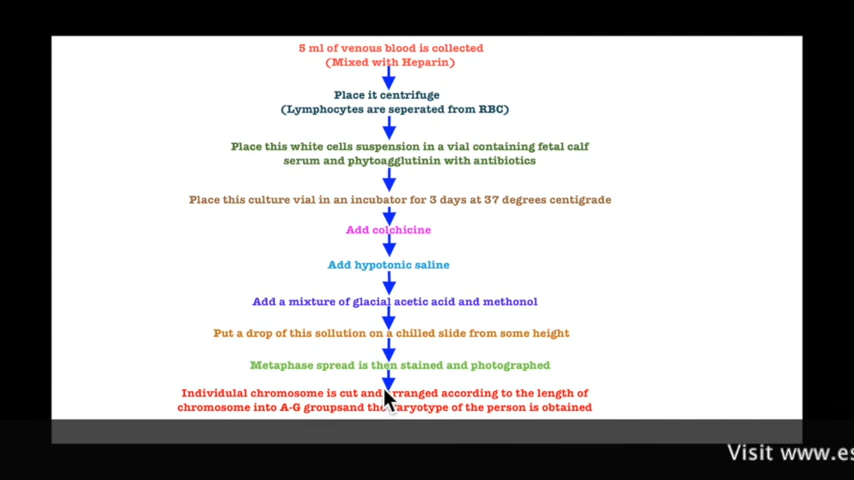 5 ml of venous blood is collected
(Mixed with Heparin)
Place it centrifuge
(Lymphocytes are seperated from RBC)
Place this white cells suspension in a vial containing fetal calf
serum and phytoagglutinin with antibiotics
Place this culture vial in an incubator for 3 days at 37 degrees centigrade
Add colchicine
Add hypotonic saline
Add a mixture of glacial acetic acid and methonol
Put a drop of this sollution on a chilled slide from some height
Metaphase spread is then stained and photographed
Individulal chromosome is cut and arranged according to the length of
chromosome into A-G groupsand the karyotype of the person is obtained
Visit www.es